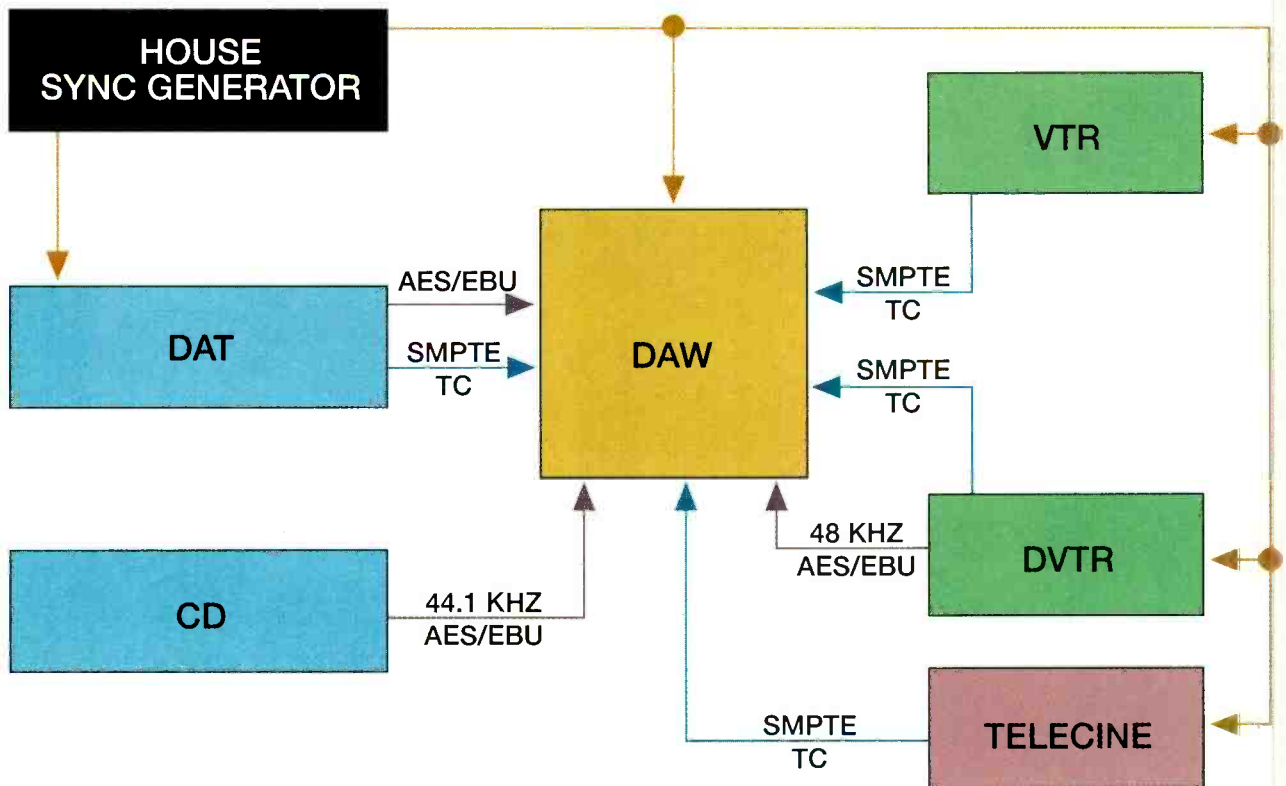 HOUSE
SYNC GENERATOR
VTR
AES/EBU
SMPTE
TC
DAT
SMPTE
TC
DAW
SMPTE
TC
48 KHZ
AES/EBU
DVTR
CD
44.1 KHZ
AES/EBU
SMPTE
TC
TELECINE